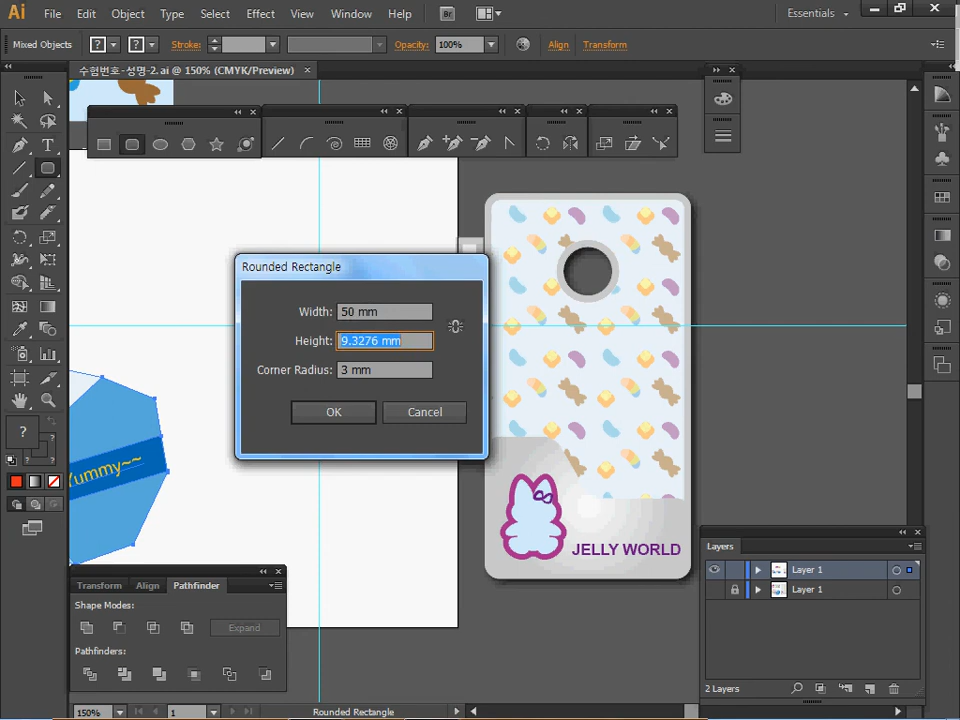 Ai File Edit Object Type Select Effect View Window Help Br Essentials
Mixed Objects ? ? Stroke: Opacity: 100% Align Transform
수험번호-성명-2.ai @ 150% (CMYK/Preview) ×
Rounded Rectangle
Width: 50 mm
Height: 9.3276 mm
Corner Radius: 3 mm
OK Cancel
?
Yummy~~
JELLY WORLD
Transform Align Pathfinder
Shape Modes:
Expand
Pathfinders:
Layers
Layer 1
Layer 1
2 Layers
150% 1 Rounded Rectangle